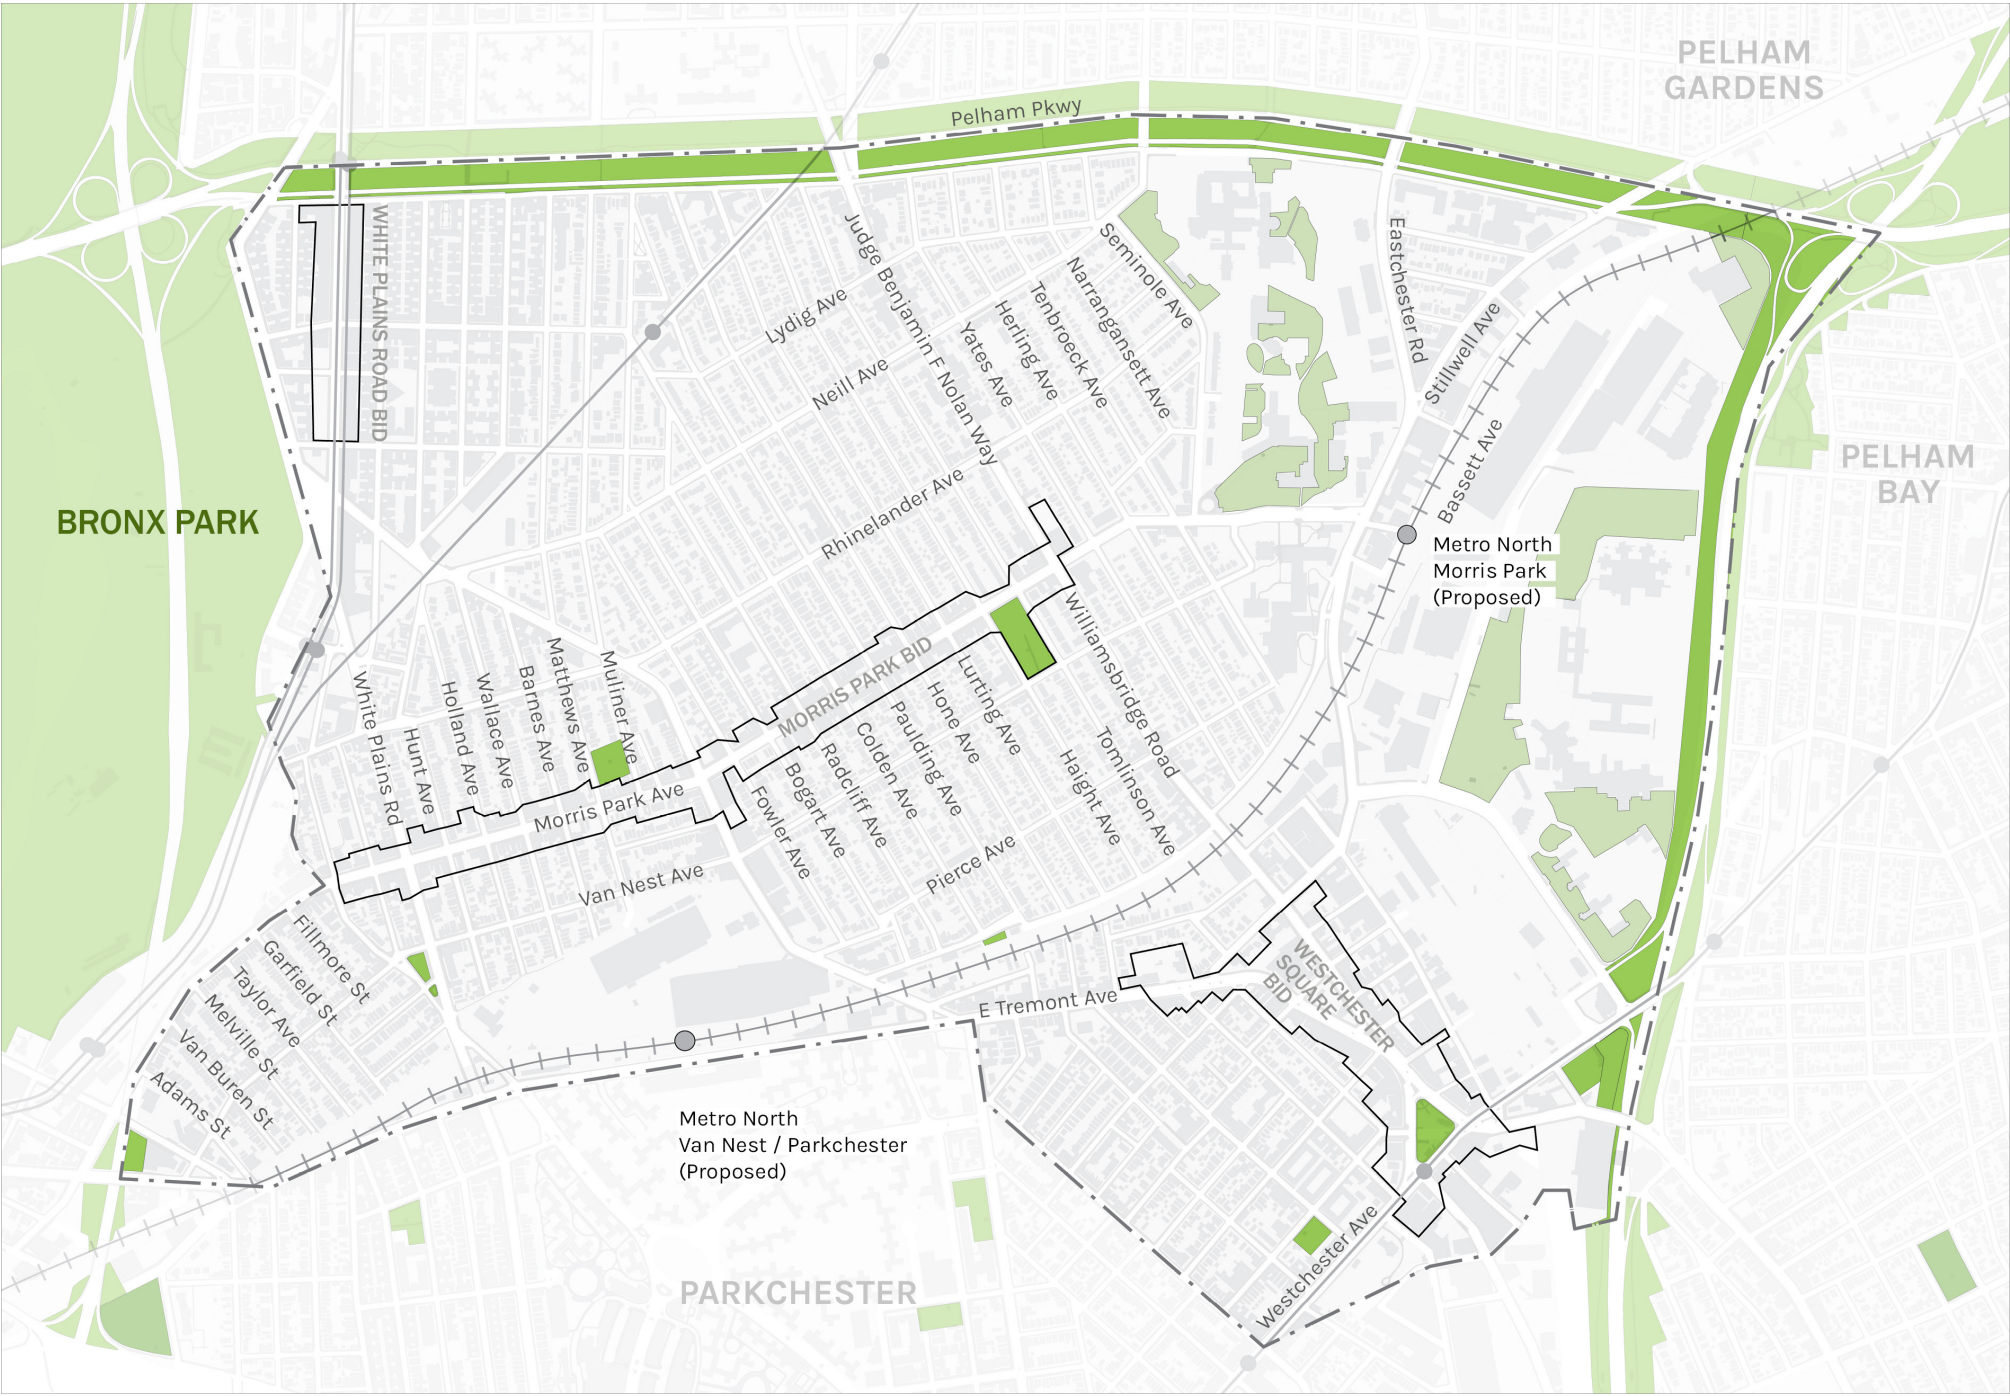 PELHAM
GARDENS
Pelham Pkwy
WHITE PLAINS ROAD BID
Judge Benjamin F Nolan Way
Seminole Ave
Eastchester Rd
Narrangansett Ave
Tenbroeck Ave
Herling Ave
Yates Ave
Lydig Ave
Neill Ave
Stillwell Ave
Bassett Ave
PELHAM
BAY
BRONX PARK
Rhinelander Ave
Metro North
Morris Park
(Proposed)
Williamsbridge Road
MORRIS PARK BID
Muliner Ave
Matthews Ave
Barnes Ave
Wallace Ave
Holland Ave
Hunt Ave
White Plains Rd
Lurting Ave
Hone Ave
Paulding Ave
Colden Ave
Radcliff Ave
Bogart Ave
Fowler Ave
Haight Ave
Tomlinson Ave
Morris Park Ave
Van Nest Ave
Pierce Ave
Fillmore St
Garfield St
Taylor Ave
Melville St
Van Buren St
Adams St
E Tremont Ave
WESTCHESTER
SQUARE
BID
Metro North
Van Nest / Parkchester
(Proposed)
Westchester Ave
PARKCHESTER